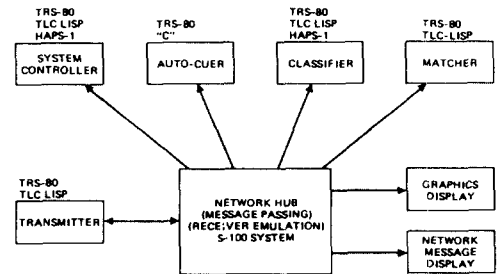 TRS-80
TLC LISP
HAPS-1
SYSTEM
CONTROLLER
TRS-80
"C"
AUTO-CUER
TRS-80
TLC LISP
HAPS-1
CLASSIFIER
TRS-80
TLC-LISP
MATCHER
TRS-80
TLC LISP
TRANSMITTER
NETWORK HUB
(MESSAGE PASSING)
(RECEIVER EMULATION)
S-100 SYSTEM
GRAPHICS
DISPLAY
NETWORK
MESSAGE
DISPLAY